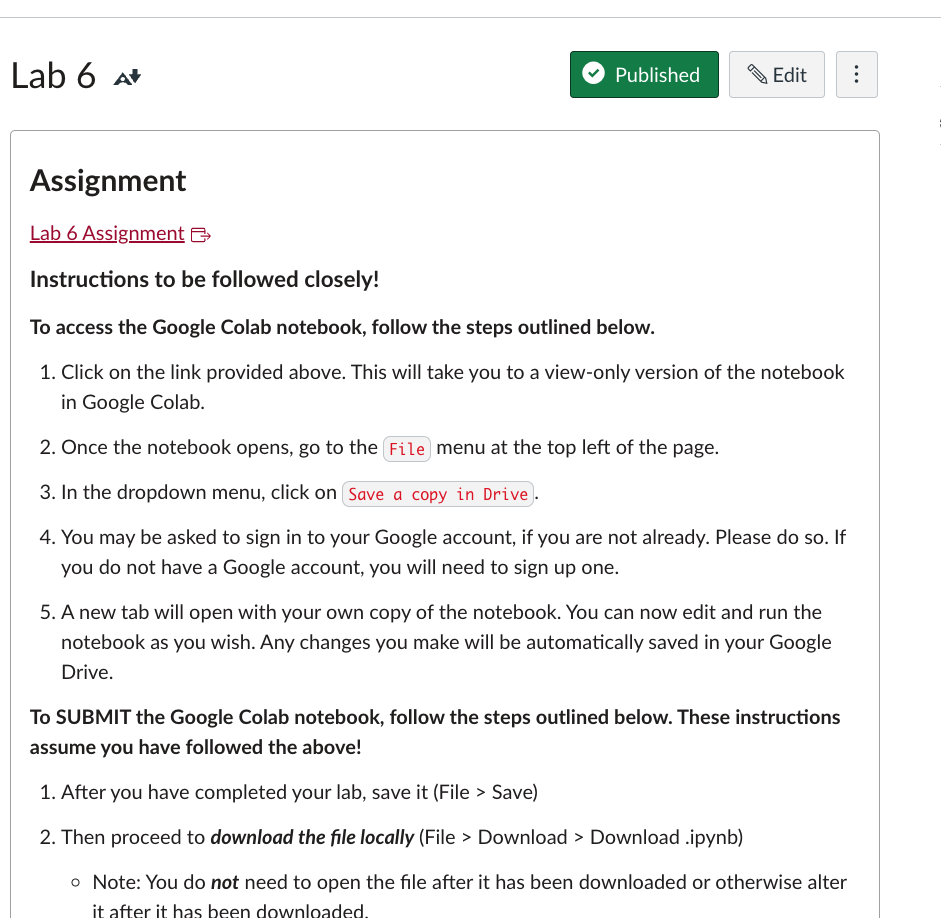 Lab 6
Published
Edit
Assignment
Lab 6 Assignment
Instructions to be followed closely!
To access the Google Colab notebook, follow the steps outlined below.
1. Click on the link provided above. This will take you to a view-only version of the notebook
in Google Colab.
2. Once the notebook opens, go to the File menu at the top left of the page.
3. In the dropdown menu, click on Save a copy in Drive.
4. You may be asked to sign in to your Google account, if you are not already. Please do so. If
you do not have a Google account, you will need to sign up one.
5. A new tab will open with your own copy of the notebook. You can now edit and run the
notebook as you wish. Any changes you make will be automatically saved in your Google
Drive.
To SUBMIT the Google Colab notebook, follow the steps outlined below. These instructions
assume you have followed the above!
1. After you have completed your lab, save it (File > Save)
2. Then proceed to download the file locally (File > Download > Download .ipynb)
Note: You do not need to open the file after it has been downloaded or otherwise alter
it after it has been downloaded.